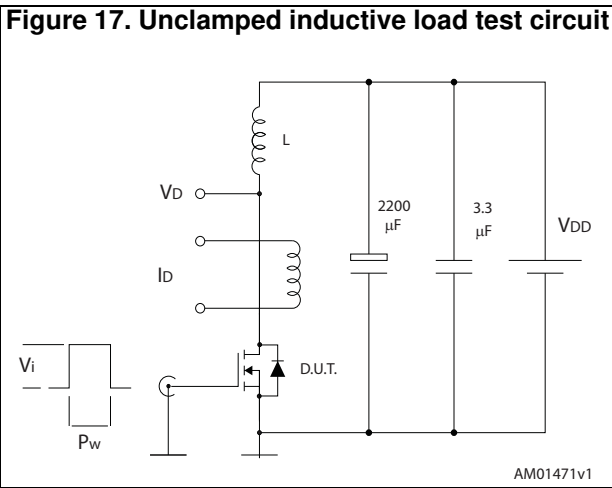 Figure 17. Unclamped inductive load test circuit
L
VD
2200
µF
3.3
µF
VDD
ID
Vi
D.U.T.
Pw
AM01471v1